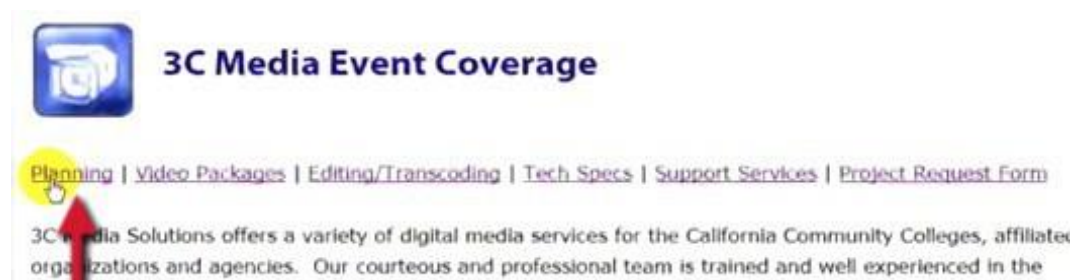 3C Media Event Coverage
Planning | Video Packages | Editing/Transcoding | Tech Specs | Support Services | Project Request Form
3C Media Solutions offers a variety of digital media services for the California Community Colleges, affiliated
organizations and agencies. Our courteous and professional team is trained and well experienced in the